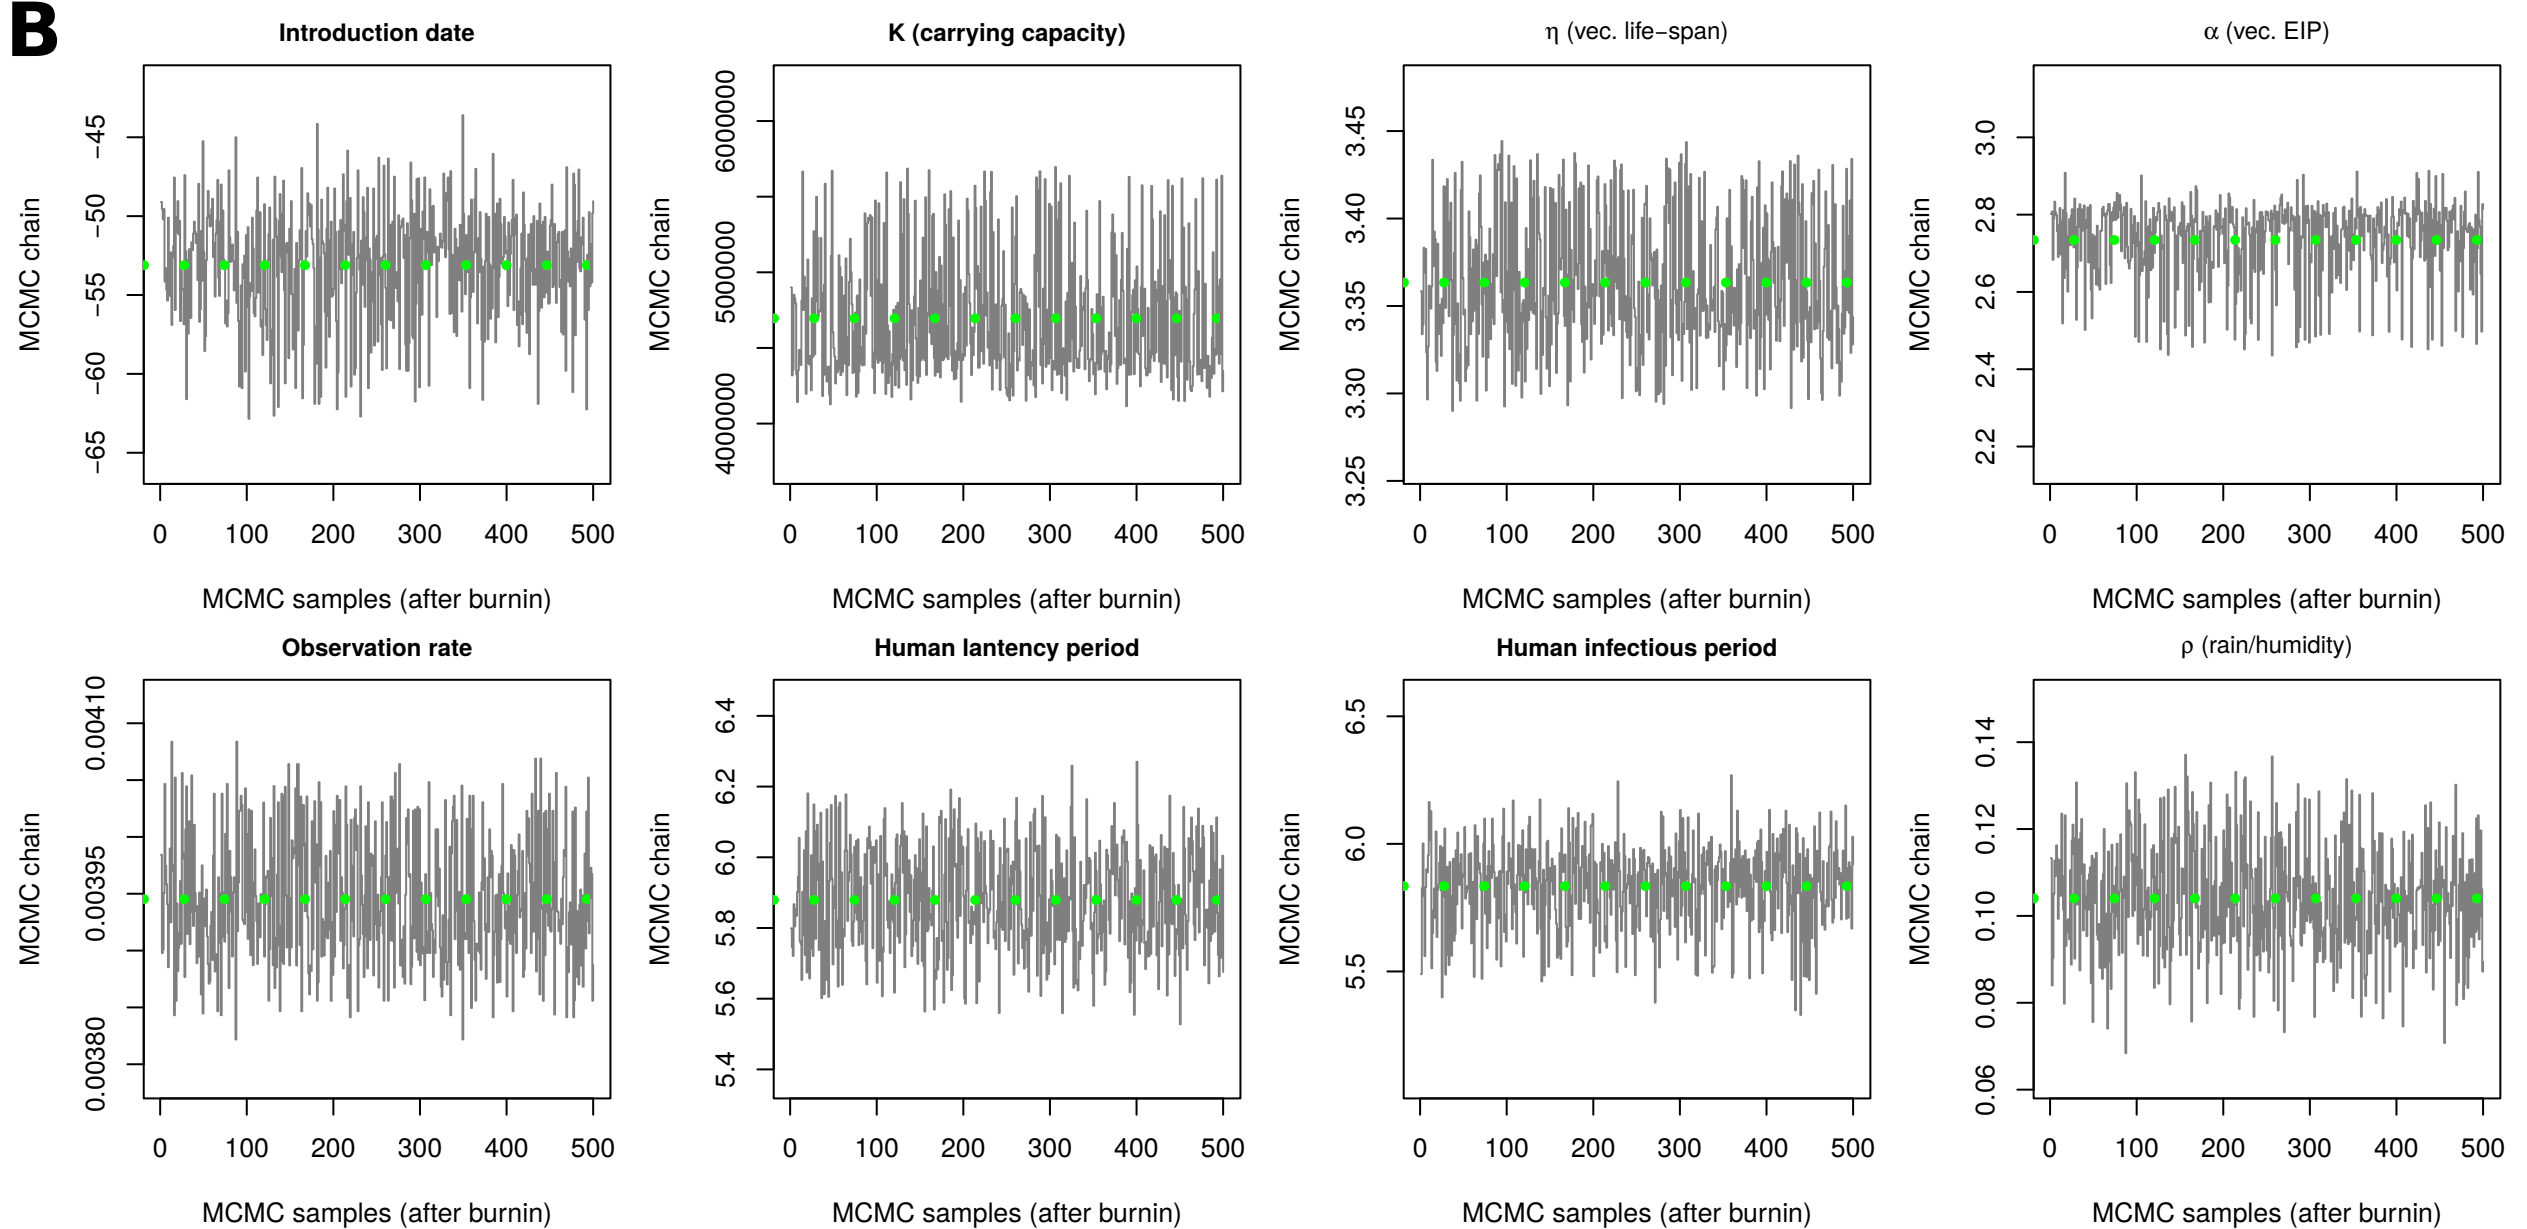 B
Introduction date
K (carrying capacity)
η (vec. life−span)
α (vec. EIP)
MCMC chain
−45
−50
−55
−60
−65
0 100 200 300 400 500
MCMC samples (after burnin)
MCMC chain
6000000
5000000
4000000
0 100 200 300 400 500
MCMC samples (after burnin)
MCMC chain
3.45
3.40
3.35
3.30
3.25
0 100 200 300 400 500
MCMC samples (after burnin)
MCMC chain
3.0
2.8
2.6
2.4
2.2
0 100 200 300 400 500
MCMC samples (after burnin)
Observation rate
Human lantency period
Human infectious period
ρ (rain/humidity)
MCMC chain
0.00410
0.00395
0.00380
0 100 200 300 400 500
MCMC samples (after burnin)
MCMC chain
6.4
6.2
6.0
5.8
5.6
5.4
0 100 200 300 400 500
MCMC samples (after burnin)
MCMC chain
6.5
6.0
5.5
0 100 200 300 400 500
MCMC samples (after burnin)
MCMC chain
0.14
0.12
0.10
0.08
0.06
0 100 200 300 400 500
MCMC samples (after burnin)